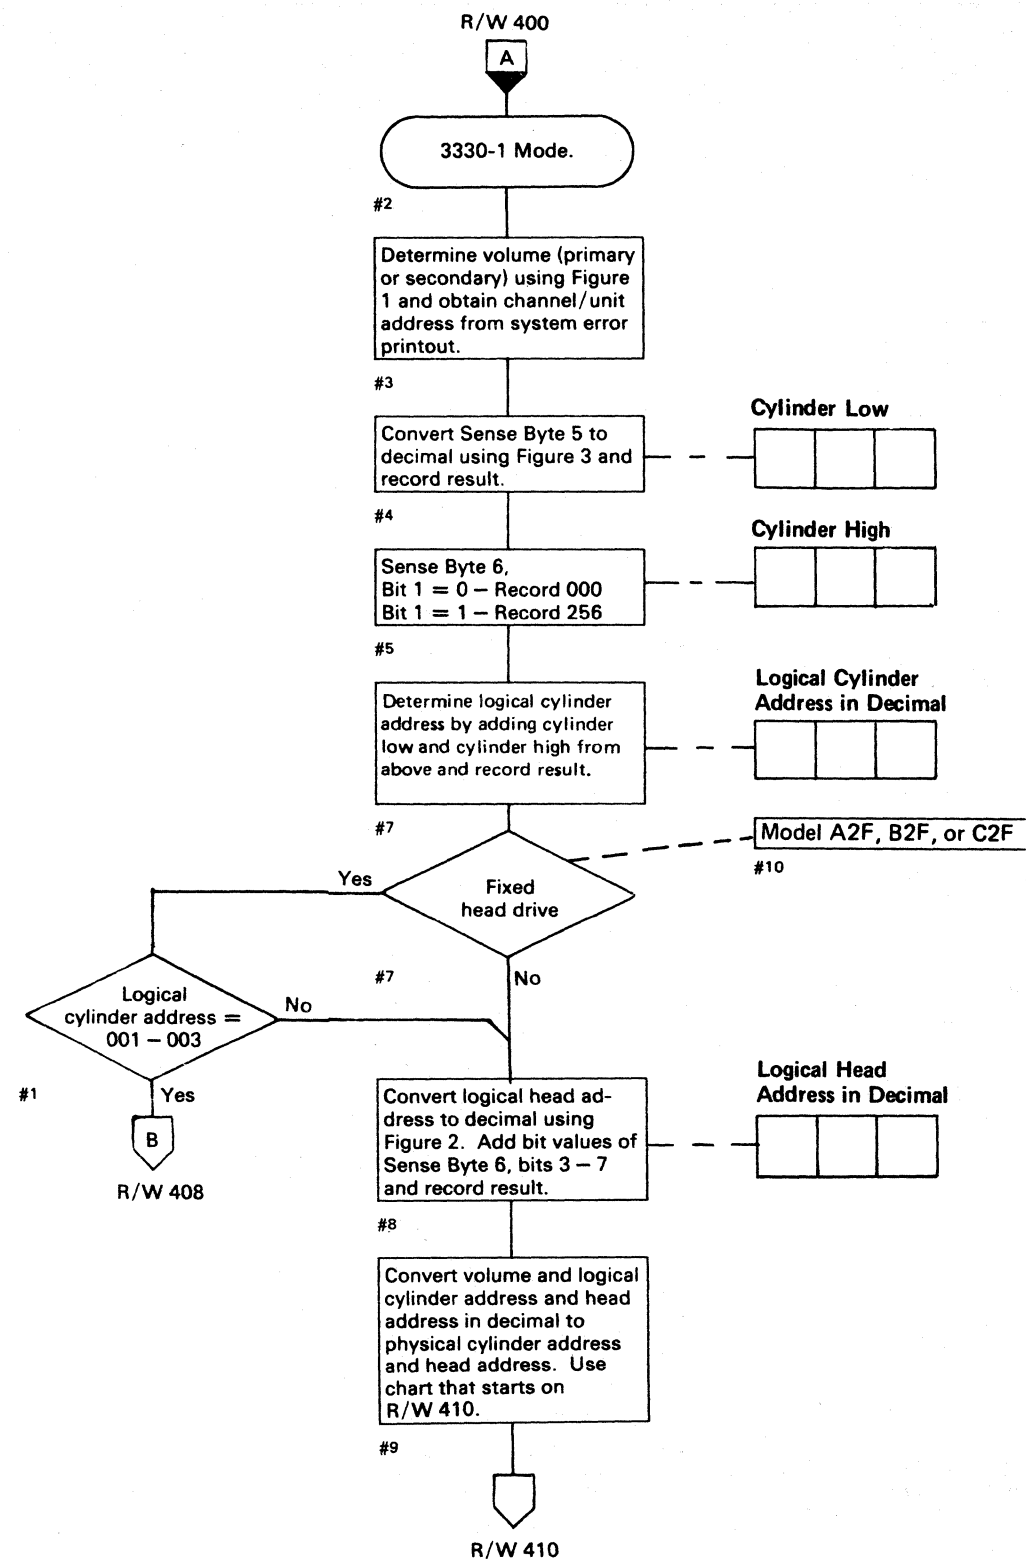 R/W 400
A
3330-1 Mode.
#2
Determine volume (primary
or secondary) using Figure
1 and obtain channel/unit
address from system error
printout.
#3
Convert Sense Byte 5 to
decimal using Figure 3 and
record result.
Cylinder Low
#4
Sense Byte 6,
Bit 1 = 0 – Record 000
Bit 1 = 1 – Record 256
Cylinder High
#5
Determine logical cylinder
address by adding cylinder
low and cylinder high from
above and record result.
Logical Cylinder
Address in Decimal
#7
Fixed
head drive
Model A2F, B2F, or C2F
#10
Yes
No
#7
Logical
cylinder address =
001 – 003
No
#1
Yes
B
R/W 408
Convert logical head ad-
dress to decimal using
Figure 2. Add bit values of
Sense Byte 6, bits 3 – 7
and record result.
Logical Head
Address in Decimal
#8
Convert volume and logical
cylinder address and head
address in decimal to
physical cylinder address
and head address. Use
chart that starts on
R/W 410.
#9
R/W 410